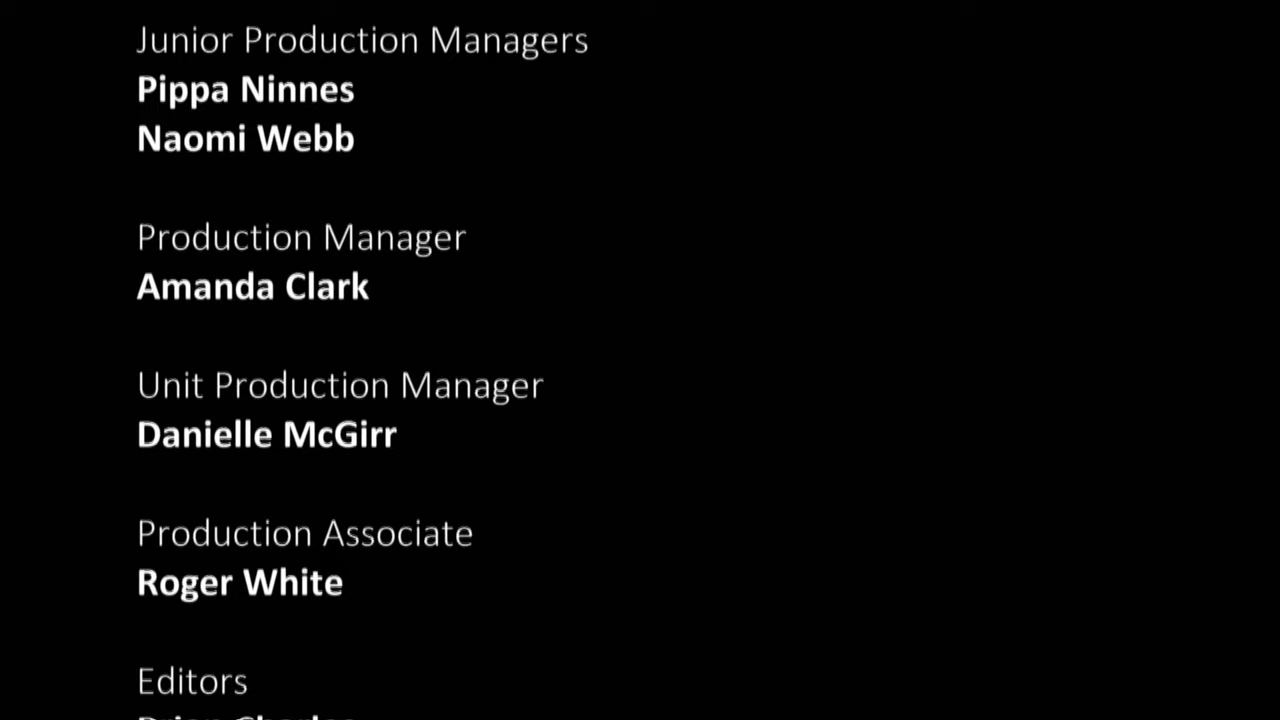 Junior Production Managers
Pippa Ninnes
Naomi Webb
Production Manager
Amanda Clark
Unit Production Manager
Danielle McGirr
Production Associate
Roger White
Editors